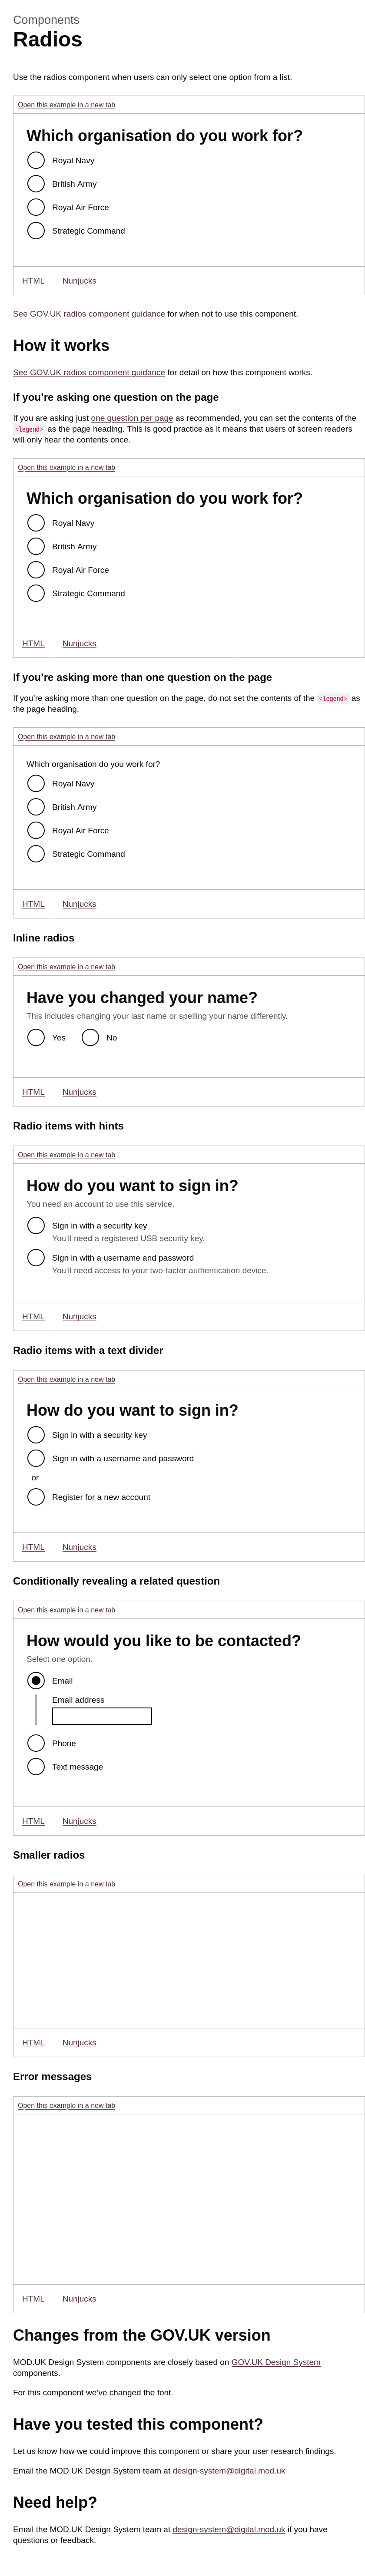 Components
Radios
Use the radios component when users can only select one option from a list.
Open this example in a new tab
Which organisation do you work for?
Royal Navy
British Army
Royal Air Force
Strategic Command
HTML Nunjucks
See GOV.UK radios component guidance for when not to use this component.
How it works
See GOV.UK radios component guidance for detail on how this component works.
If you're asking one question on the page
If you are asking just one question per page as recommended, you can set the contents of the
<legend> as the page heading. This is good practice as it means that users of screen readers
will only hear the contents once.
Open this example in a new tab
Which organisation do you work for?
Royal Navy
British Army
Royal Air Force
Strategic Command
HTML Nunjucks
If you're asking more than one question on the page
If you're asking more than one question on the page, do not set the contents of the <legend> as
the page heading.
Open this example in a new tab
Which organisation do you work for?
Royal Navy
British Army
Royal Air Force
Strategic Command
HTML Nunjucks
Inline radios
Open this example in a new tab
Have you changed your name?
This includes changing your last name or spelling your name differently.
Yes No
HTML Nunjucks
Radio items with hints
Open this example in a new tab
How do you want to sign in?
You need an account to use this service.
Sign in with a security key
You'll need a registered USB security key.
Sign in with a username and password
You'll need access to your two-factor authentication device.
HTML Nunjucks
Radio items with a text divider
Open this example in a new tab
How do you want to sign in?
Sign in with a security key
Sign in with a username and password
or
Register for a new account
HTML Nunjucks
Conditionally revealing a related question
Open this example in a new tab
How would you like to be contacted?
Select one option.
Email
Email address
Phone
Text message
HTML Nunjucks
Smaller radios
Open this example in a new tab
HTML Nunjucks
Error messages
Open this example in a new tab
HTML Nunjucks
Changes from the GOV.UK version
MOD.UK Design System components are closely based on GOV.UK Design System
components.
For this component we've changed the font.
Have you tested this component?
Let us know how we could improve this component or share your user research findings.
Email the MOD.UK Design System team at design-system@digital.mod.uk
Need help?
Email the MOD.UK Design System team at design-system@digital.mod.uk if you have
questions or feedback.